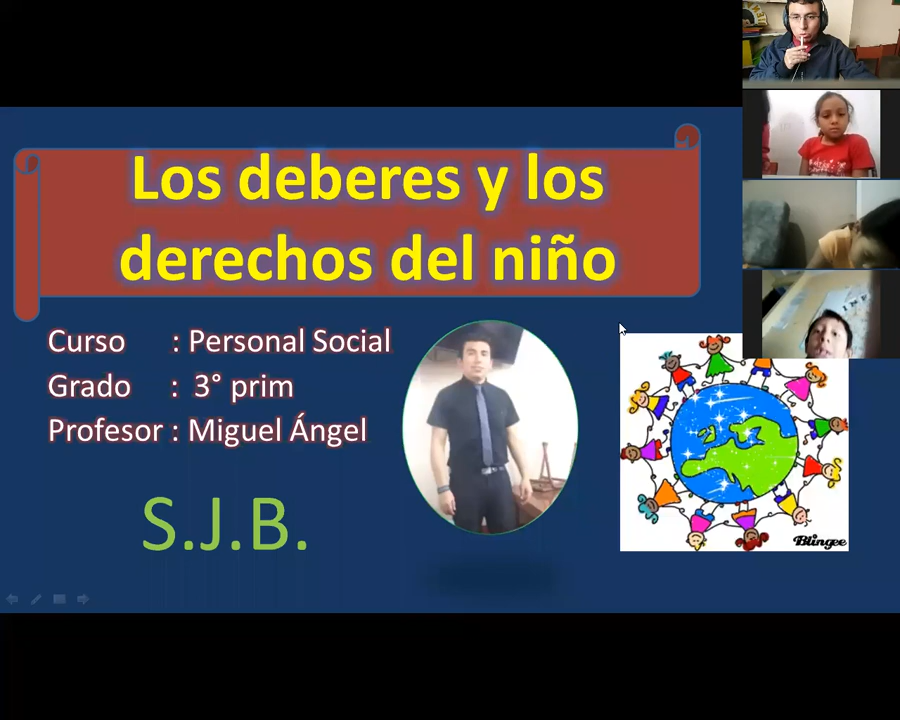 Los deberes y los
derechos del niño
Curso : Personal Social
Grado : 3° prim
Profesor : Miguel Ángel
S.J.B.
Blingee